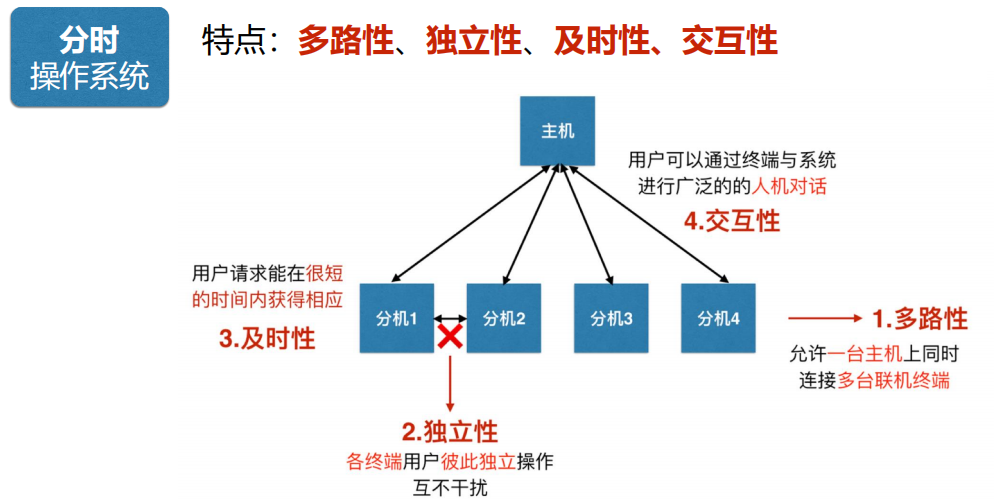 分时
操作系统
特点：多路性、独立性、及时性、交互性
主机
用户可以通过终端与系统
进行广泛的的人机对话
4.交互性
用户请求能在很短
的时间内获得相应
3.及时性
分机1
分机2
分机3
分机4
1.多路性
允许一台主机上同时
连接多台联机终端
2.独立性
各终端用户彼此独立操作
互不干扰